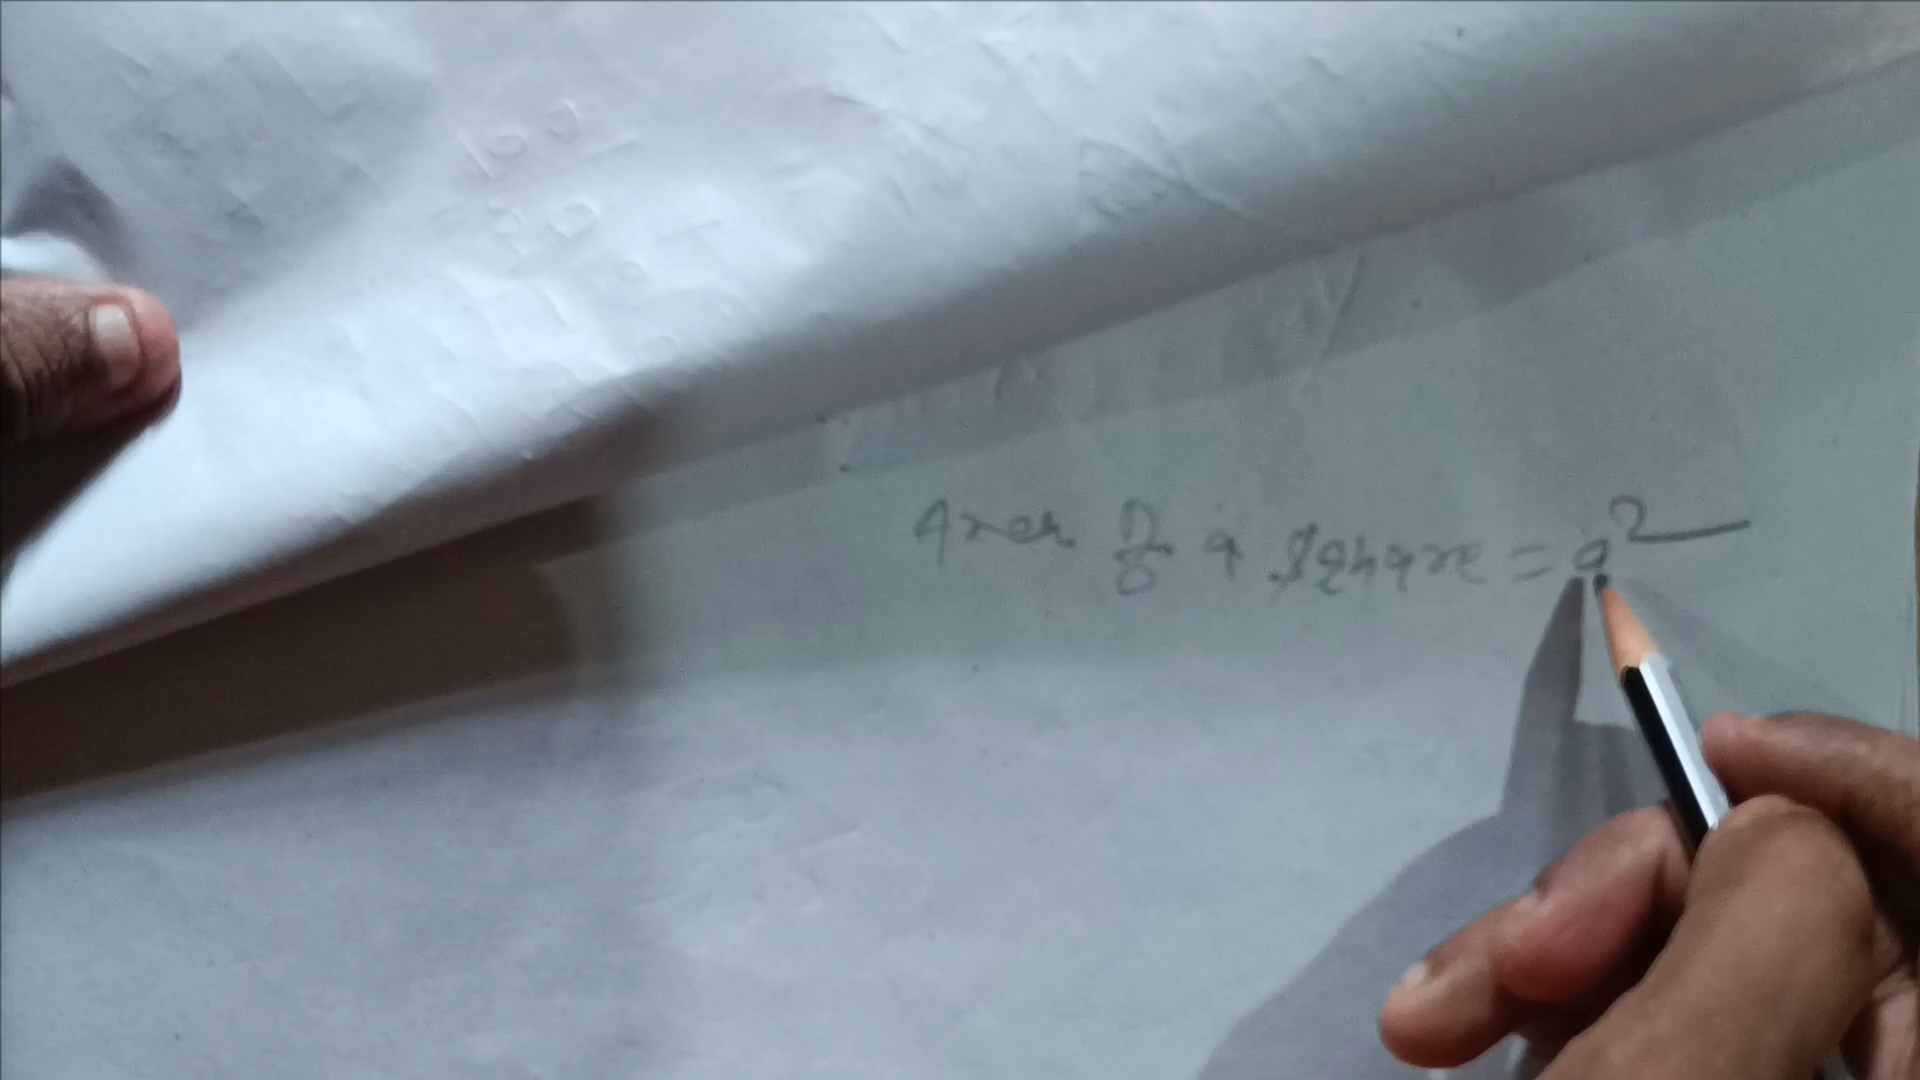 Area of a square = a²